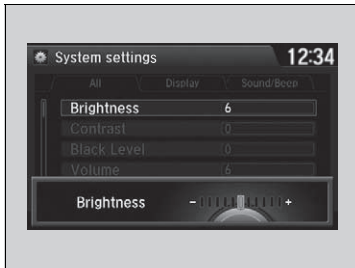 System settings 12:34
All Display Sound/Beep
Brightness 6
Contrast 0
Black Level 0
Volume 6
Brightness - +